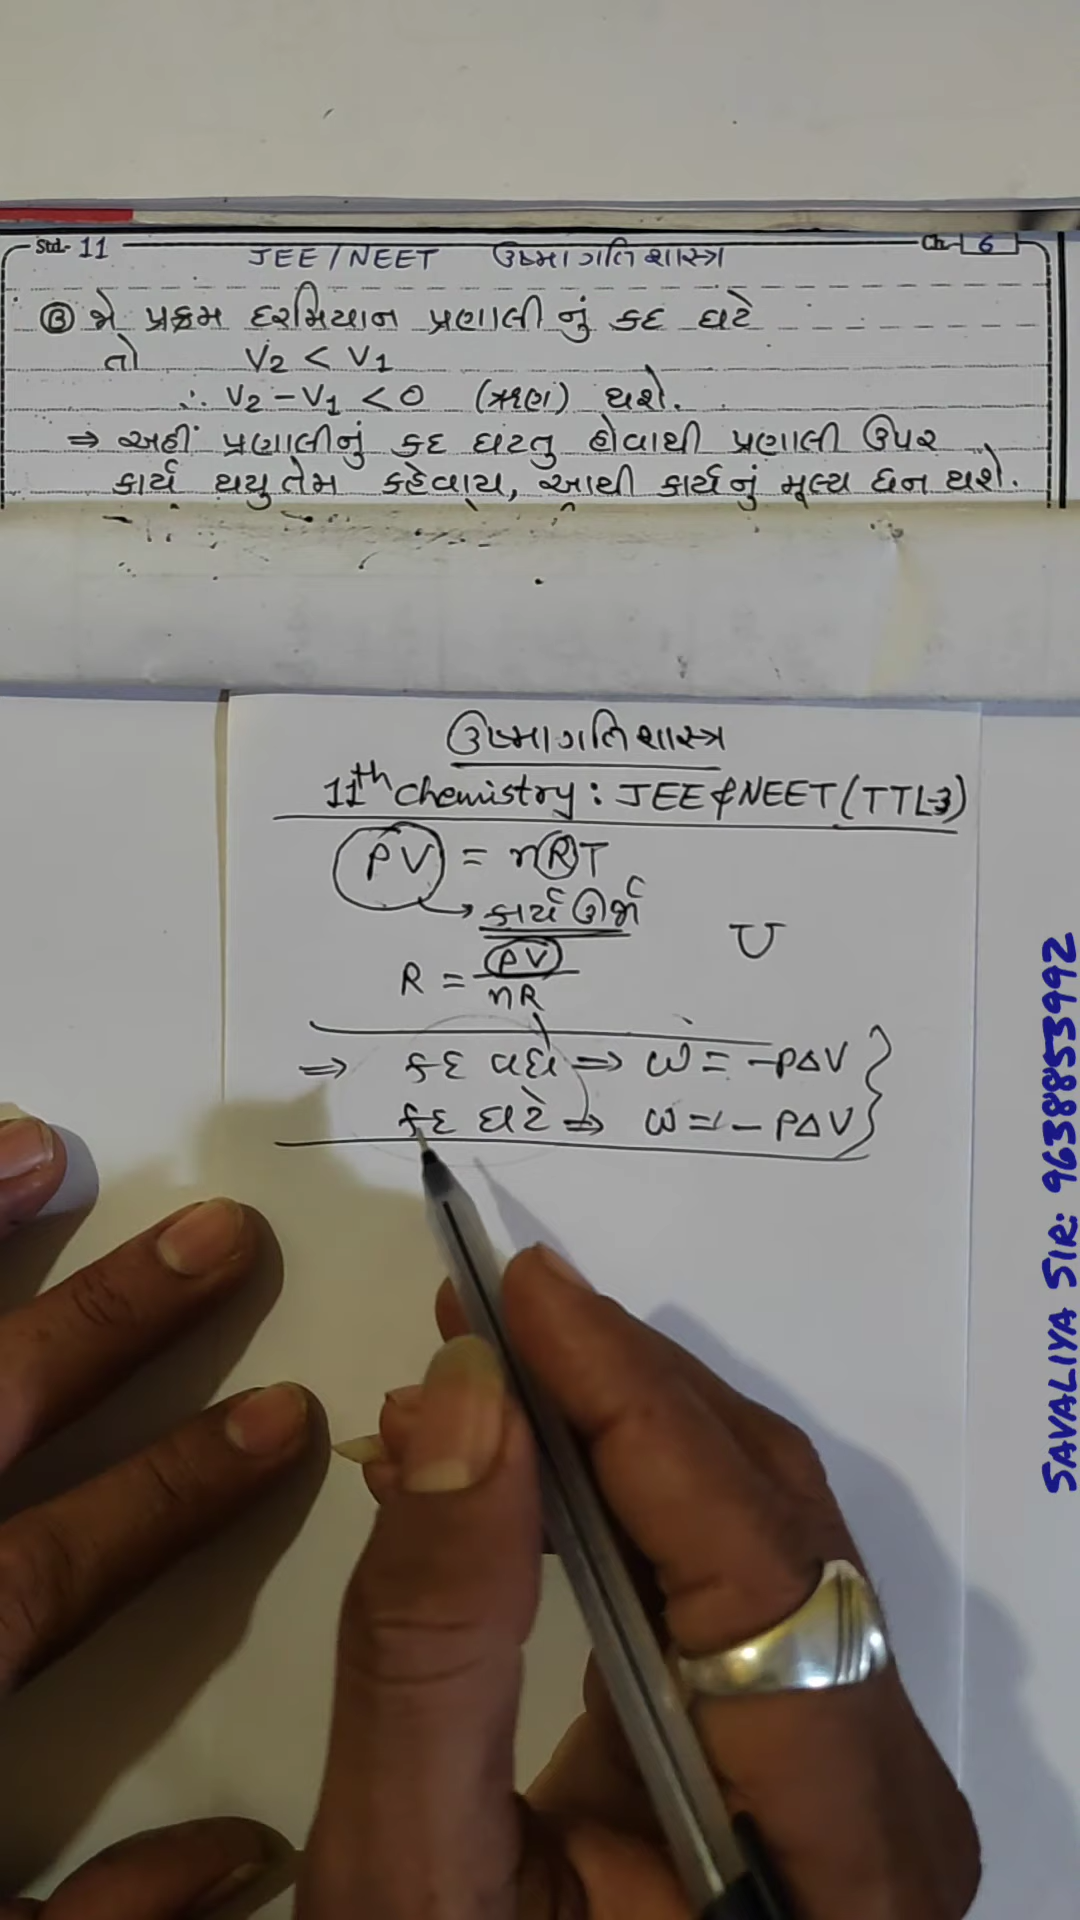 Std.- 11
JEE/NEET ઉષ્માગતિશાસ્ત્ર
Ch.- 6
Ⓑ જો પ્રક્રમ દરમિયાન પ્રણાલીનું કદ ઘટે
તો V₂ < V₁
∴ V₂ – V₁ < 0 (ઋણ) થશે.
⇒ અહીં પ્રણાલીનું કદ ઘટતુ હોવાથી પ્રણાલી ઉપર
કાર્ય થયુ તેમ કહેવાય, આથી કાર્યનું મૂલ્ય ધન થશે.
ઉષ્માગતિશાસ્ત્ર
11th chemistry: JEE & NEET (TTL-3)
PV = nRT
→ કાર્ય ઊર્જા
U
R = PV / nR
⇒ કદ વધે ⇒ W = –PΔV
કદ ઘટે ⇒ W = – PΔV
SAVALIYA SIR: 9638853992